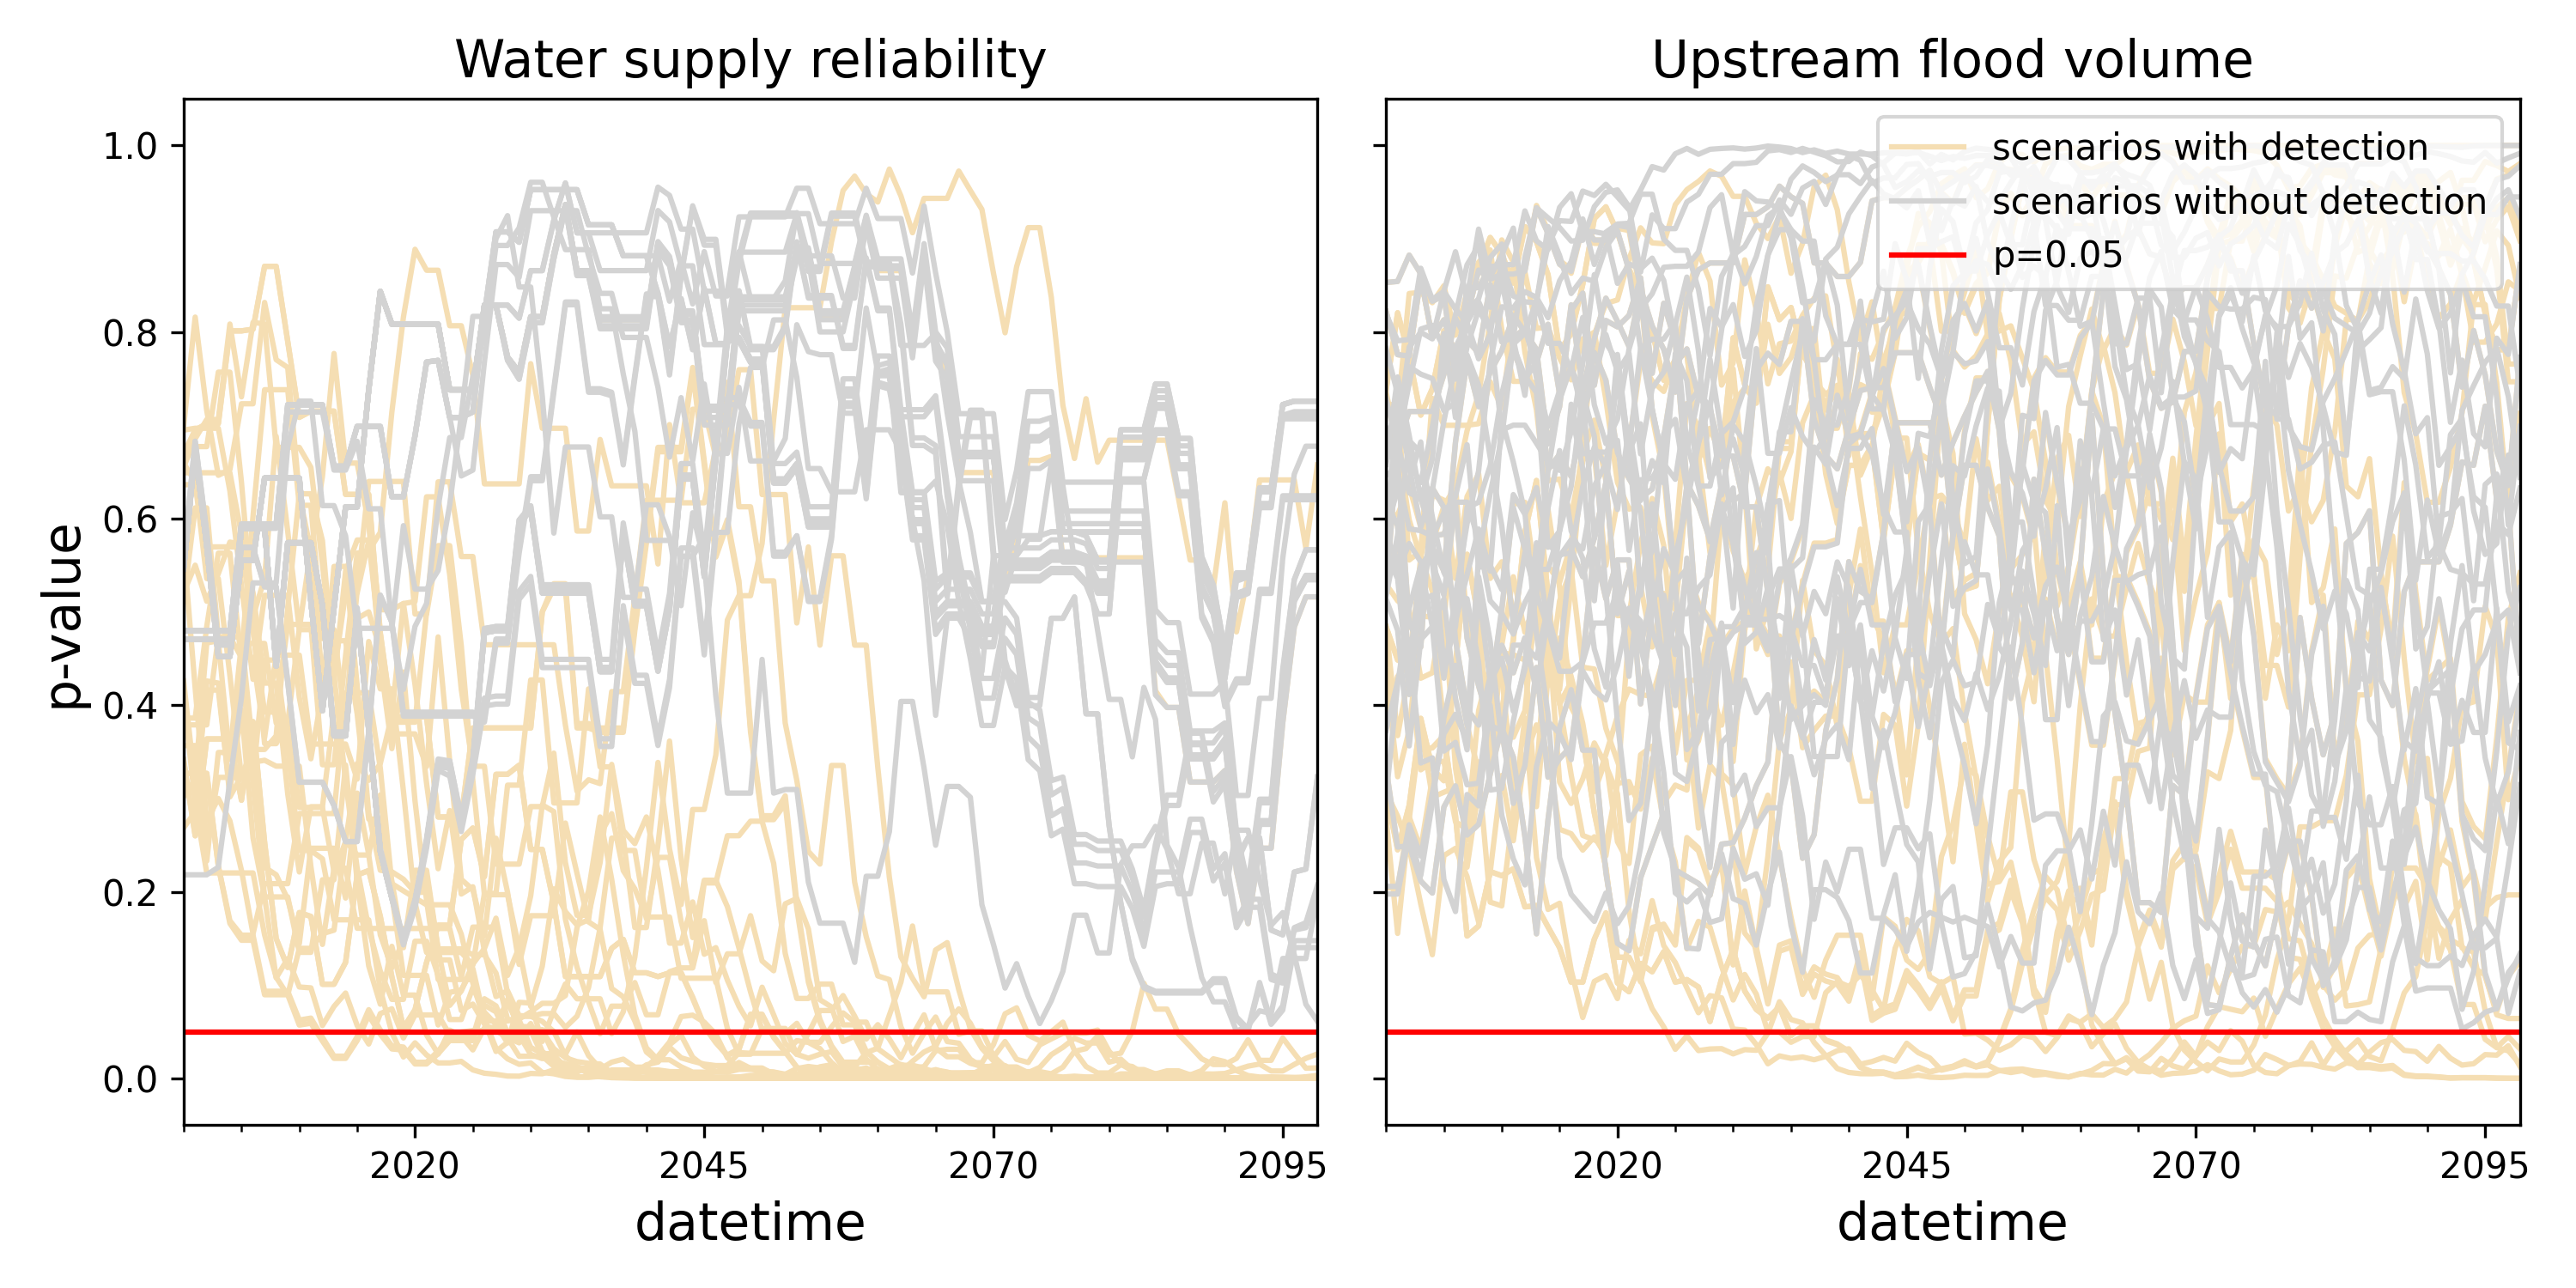 Water supply reliability
Upstream flood volume
scenarios with detection
scenarios without detection
p=0.05
p-value
1.0
0.8
0.6
0.4
0.2
0.0
2020 2045 2070 2095
2020 2045 2070 2095
datetime
datetime